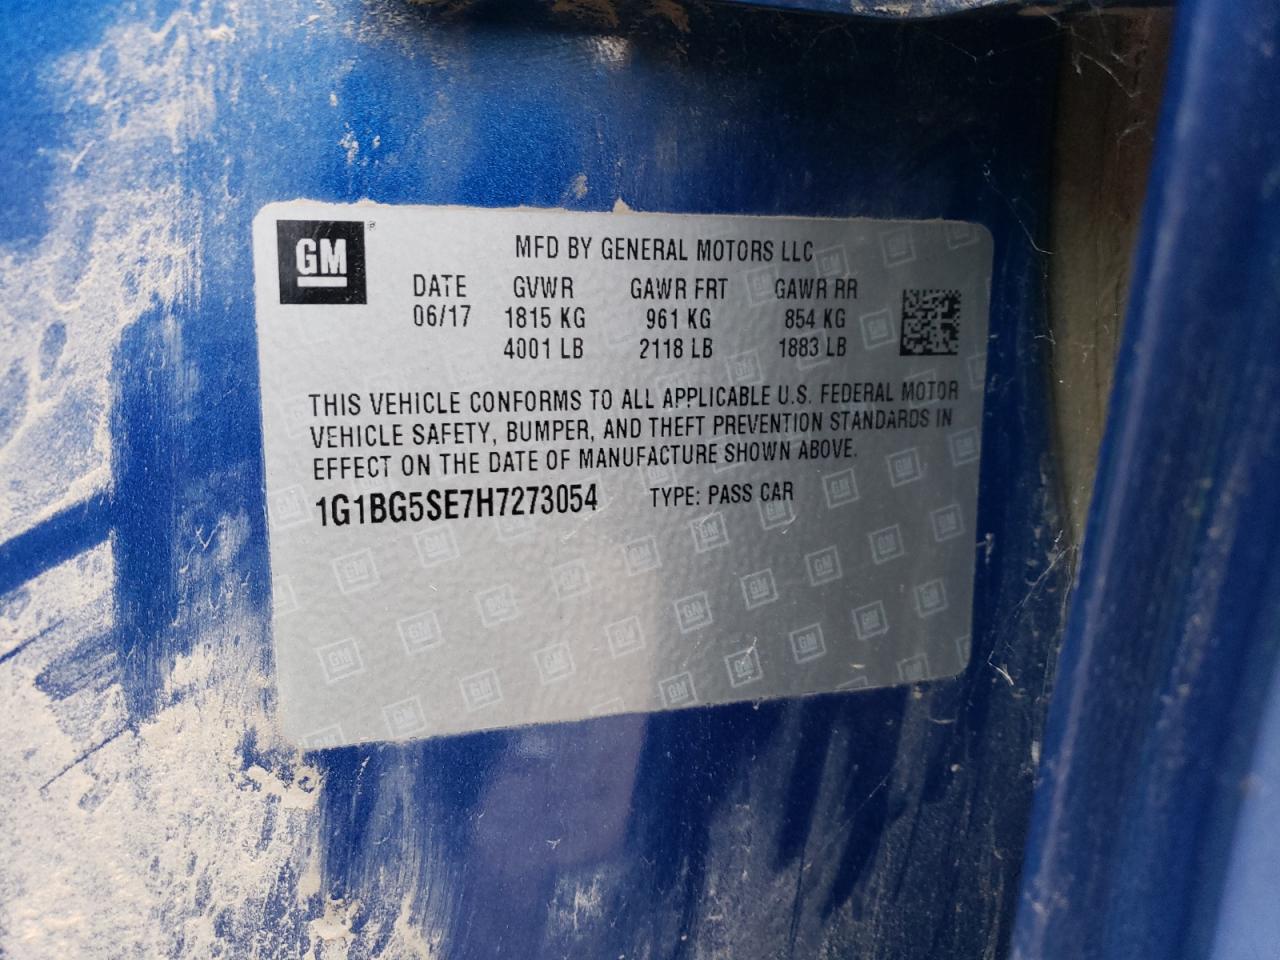 GM
MFD BY GENERAL MOTORS LLC
DATE GVWR GAWR FRT GAWR RR
06/17 1815 KG 961 KG 854 KG
4001 LB 2118 LB 1883 LB
THIS VEHICLE CONFORMS TO ALL APPLICABLE U.S. FEDERAL MOTOR
VEHICLE SAFETY, BUMPER, AND THEFT PREVENTION STANDARDS IN
EFFECT ON THE DATE OF MANUFACTURE SHOWN ABOVE.
1G1BG5SE7H7273054 TYPE: PASS CAR